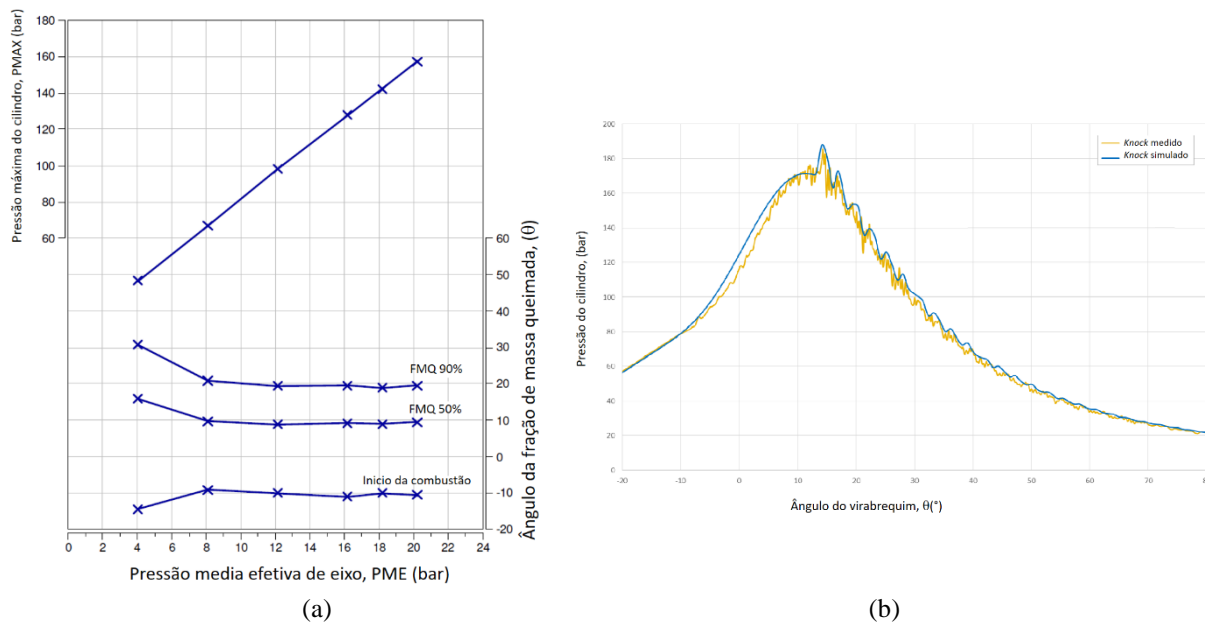 180
160
140
120
100
80
60
Pressão máxima do cilindro, PMAX (bar)
60
50
40
30
20
10
0
-10
-20
Ângulo da fração de massa queimada, (θ)
FMQ 90%
FMQ 50%
Inicio da combustão
0 2 4 6 8 10 12 14 16 18 20 22 24
Pressão media efetiva de eixo, PME (bar)
(a)
200
180
160
140
120
100
80
60
40
20
0
Pressão do cilindro, (bar)
Knock medido
Knock simulado
-20 -10 0 10 20 30 40 50 60 70
Ângulo do virabrequim, θ(°)
(b)